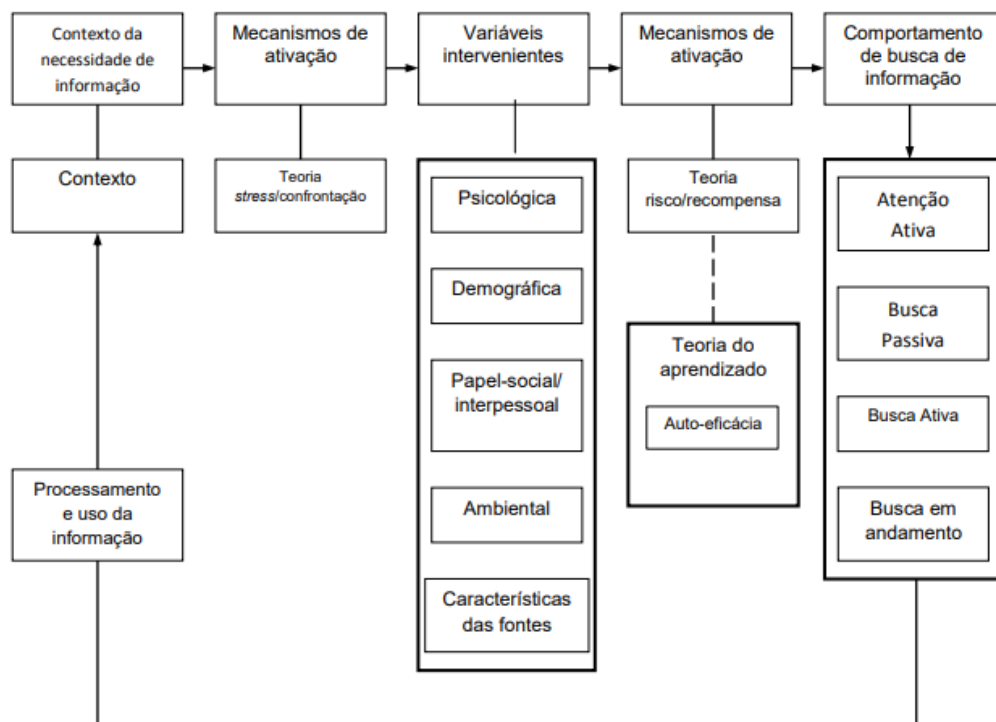 Contexto da
necessidade de
informação
Mecanismos de
ativação
Variáveis
intervenientes
Mecanismos de
ativação
Comportamento
de busca de
informação
Contexto
Teoria
stress/confrontação
Psicológica
Demográfica
Papel-social/
interpessoal
Ambiental
Características
das fontes
Teoria
risco/recompensa
Teoria do
aprendizado
Auto-eficácia
Atenção
Ativa
Busca
Passiva
Busca Ativa
Busca em
andamento
Processamento
e uso da
informação